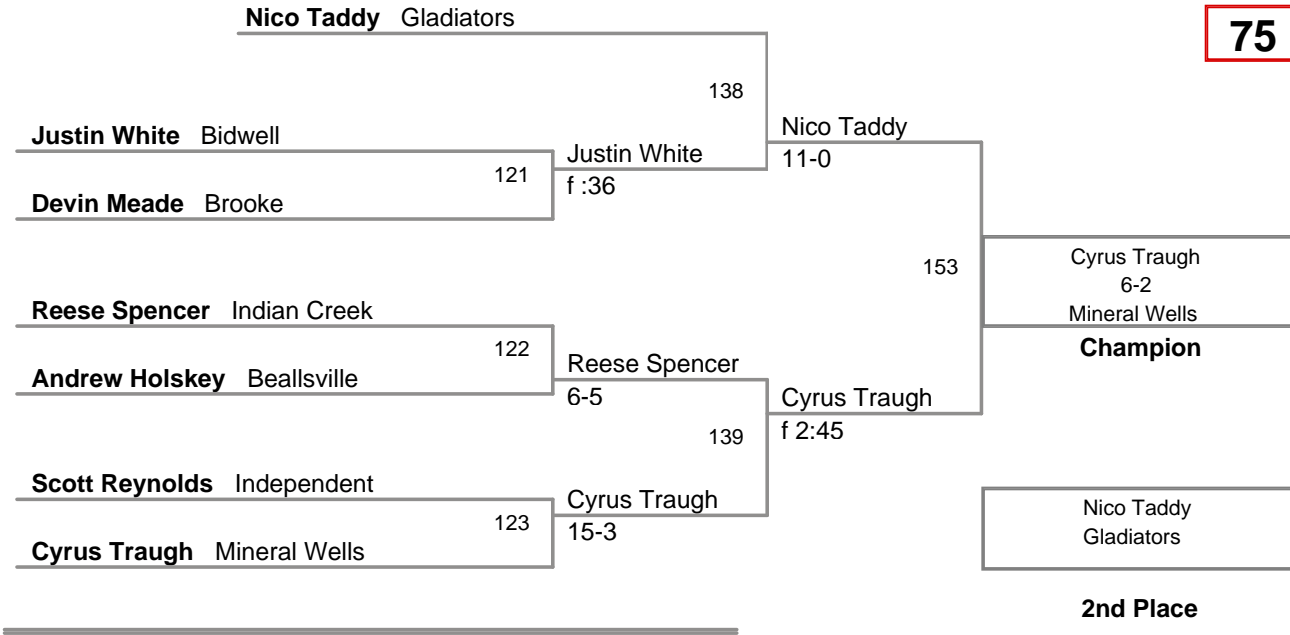 Nico Taddy Gladiators
75
138
Justin White Bidwell
Nico Taddy
11-0
121
Justin White
f :36
Devin Meade Brooke
153
Cyrus Traugh
6-2
Mineral Wells
Champion
Reese Spencer Indian Creek
122
Reese Spencer
6-5
Andrew Holskey Beallsville
Cyrus Traugh
f 2:45
139
Scott Reynolds Independent
123
Cyrus Traugh
15-3
Cyrus Traugh Mineral Wells
Nico Taddy
Gladiators
2nd Place